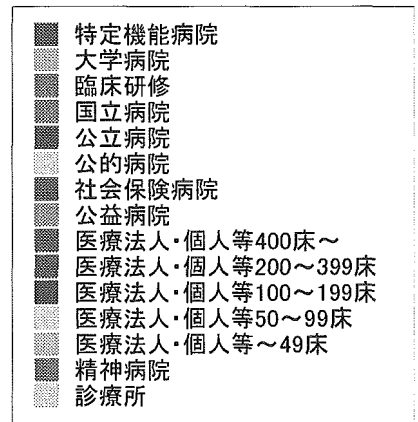 特定機能病院
大学病院
臨床研修
国立病院
公立病院
公的病院
社会保険病院
公益病院
医療法人・個人等400床～
医療法人・個人等200～399床
医療法人・個人等100～199床
医療法人・個人等50～99床
医療法人・個人等～49床
精神病院
診療所